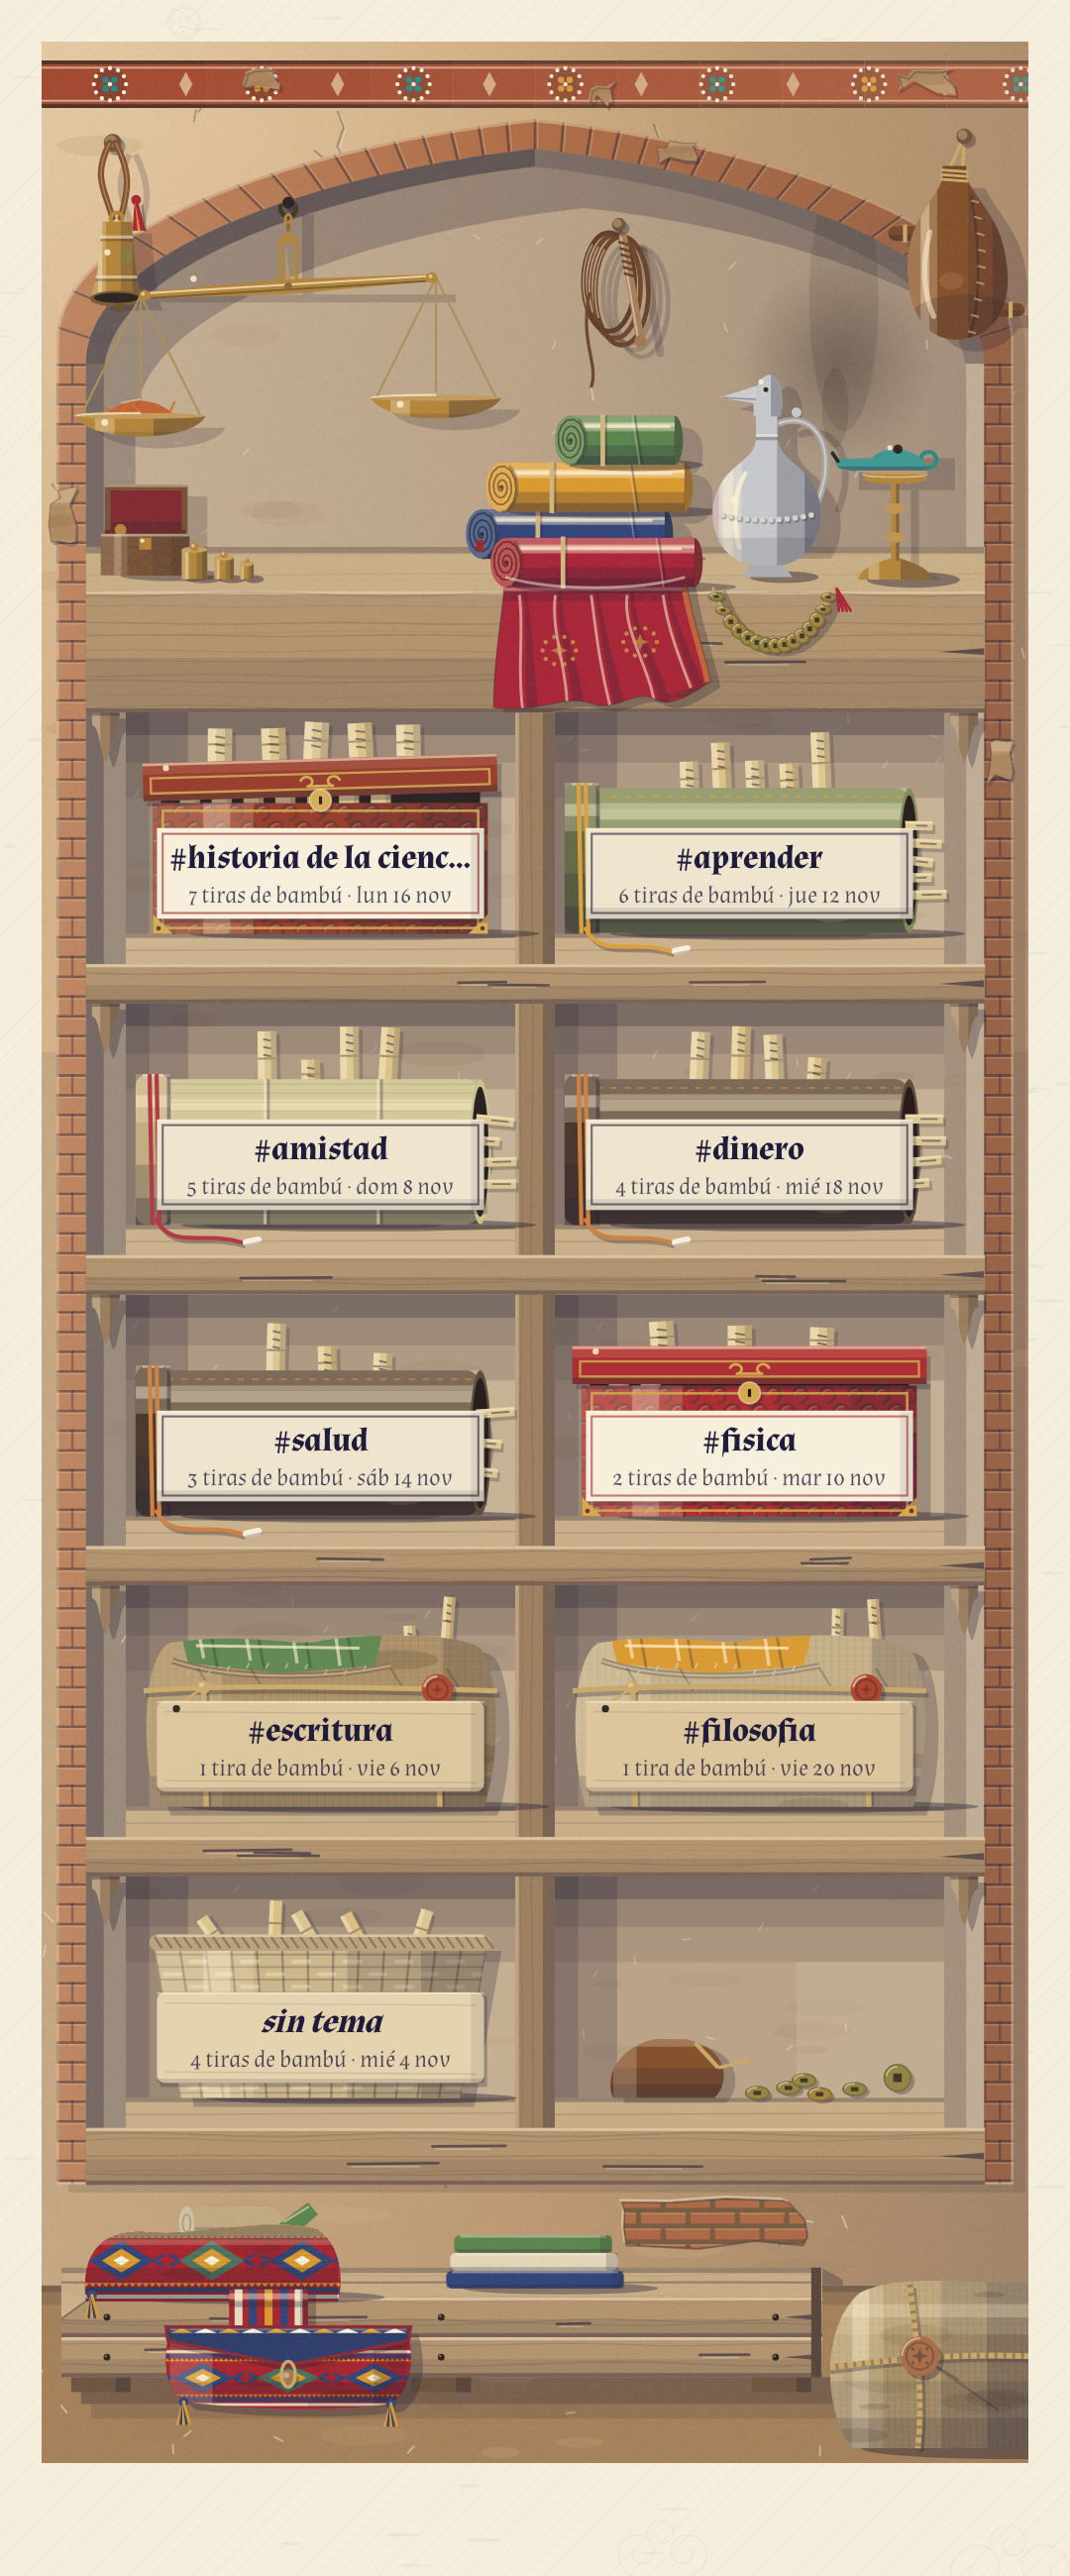 #historia de la cienc...
7 tiras de bambú · lun 16 nov
#aprender
6 tiras de bambú · jue 12 nov
#amistad
5 tiras de bambú · dom 8 nov
#dinero
4 tiras de bambú · mié 18 nov
#salud
3 tiras de bambú · sáb 14 nov
#fisica
2 tiras de bambú · mar 10 nov
#escritura
1 tira de bambú · vie 6 nov
#filosofia
1 tira de bambú · vie 20 nov
sin tema
4 tiras de bambú · mié 4 nov